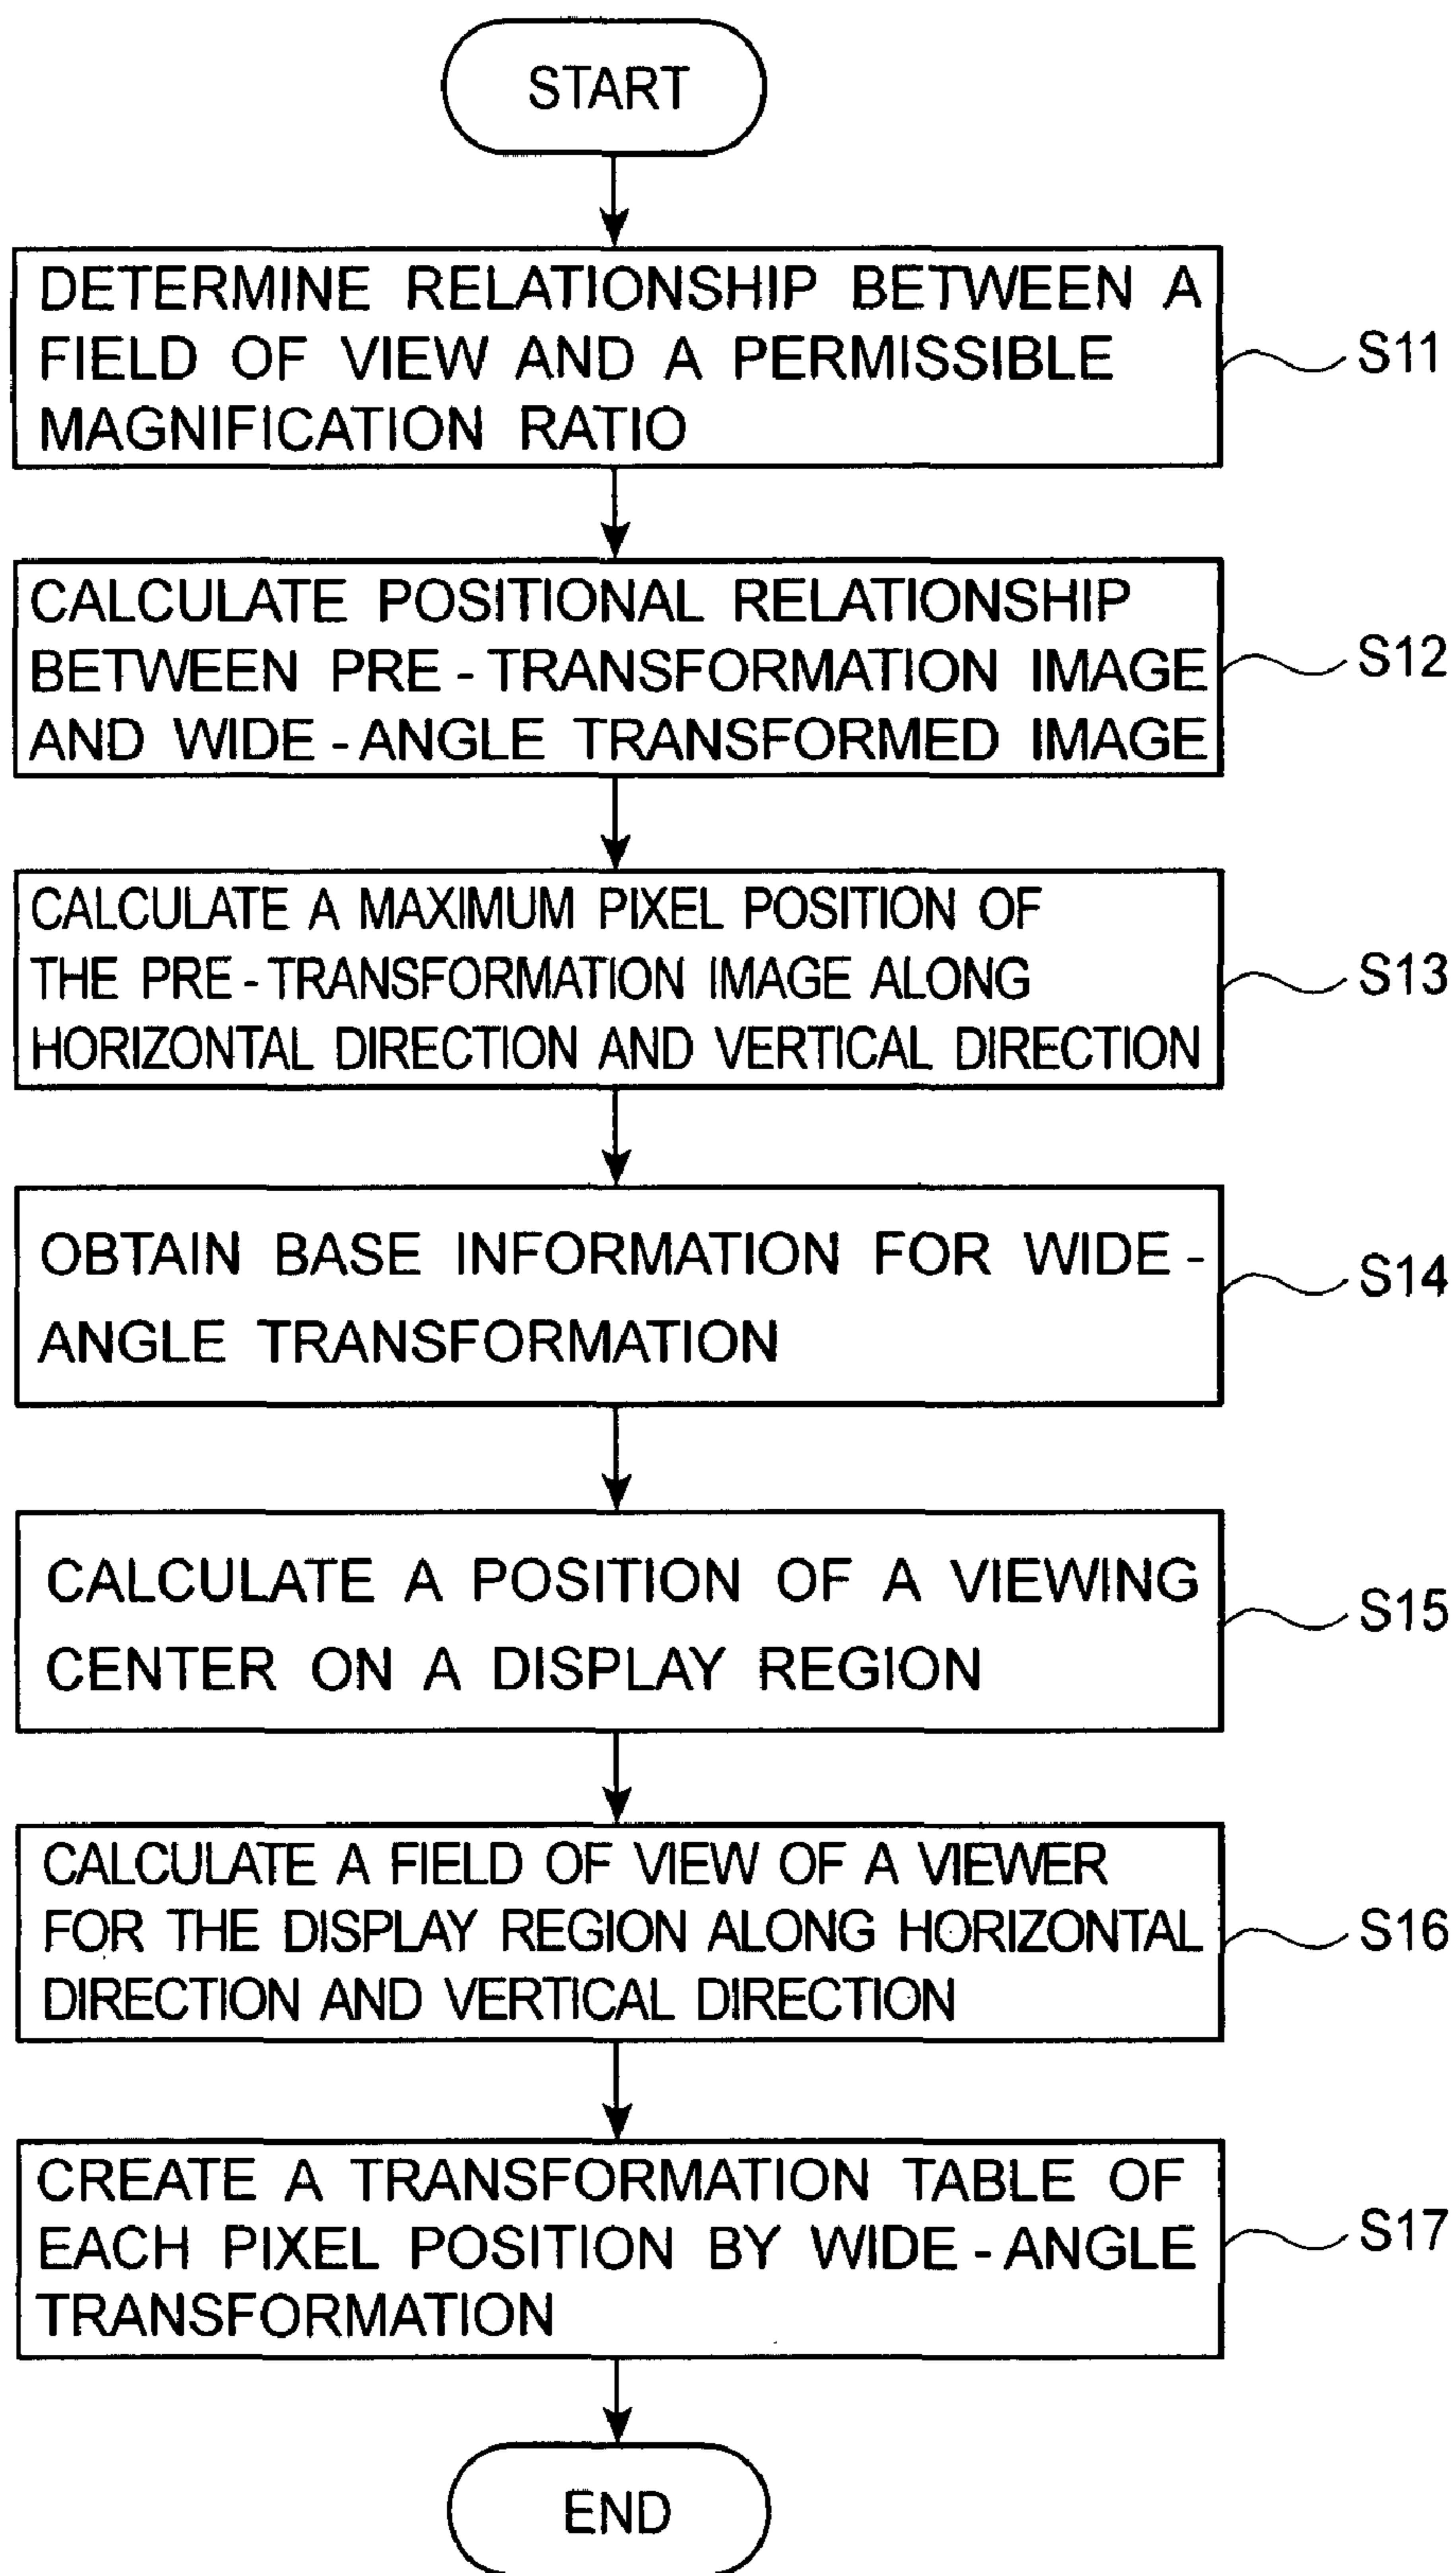 START
DETERMINE RELATIONSHIP BETWEEN A
FIELD OF VIEW AND A PERMISSIBLE
MAGNIFICATION RATIO
S11
CALCULATE POSITIONAL RELATIONSHIP
BETWEEN PRE-TRANSFORMATION IMAGE
AND WIDE-ANGLE TRANSFORMED IMAGE
S12
CALCULATE A MAXIMUM PIXEL POSITION OF
THE PRE-TRANSFORMATION IMAGE ALONG
HORIZONTAL DIRECTION AND VERTICAL DIRECTION
S13
OBTAIN BASE INFORMATION FOR WIDE-
ANGLE TRANSFORMATION
S14
CALCULATE A POSITION OF A VIEWING
CENTER ON A DISPLAY REGION
S15
CALCULATE A FIELD OF VIEW OF A VIEWER
FOR THE DISPLAY REGION ALONG HORIZONTAL
DIRECTION AND VERTICAL DIRECTION
S16
CREATE A TRANSFORMATION TABLE OF
EACH PIXEL POSITION BY WIDE-ANGLE
TRANSFORMATION
S17
END